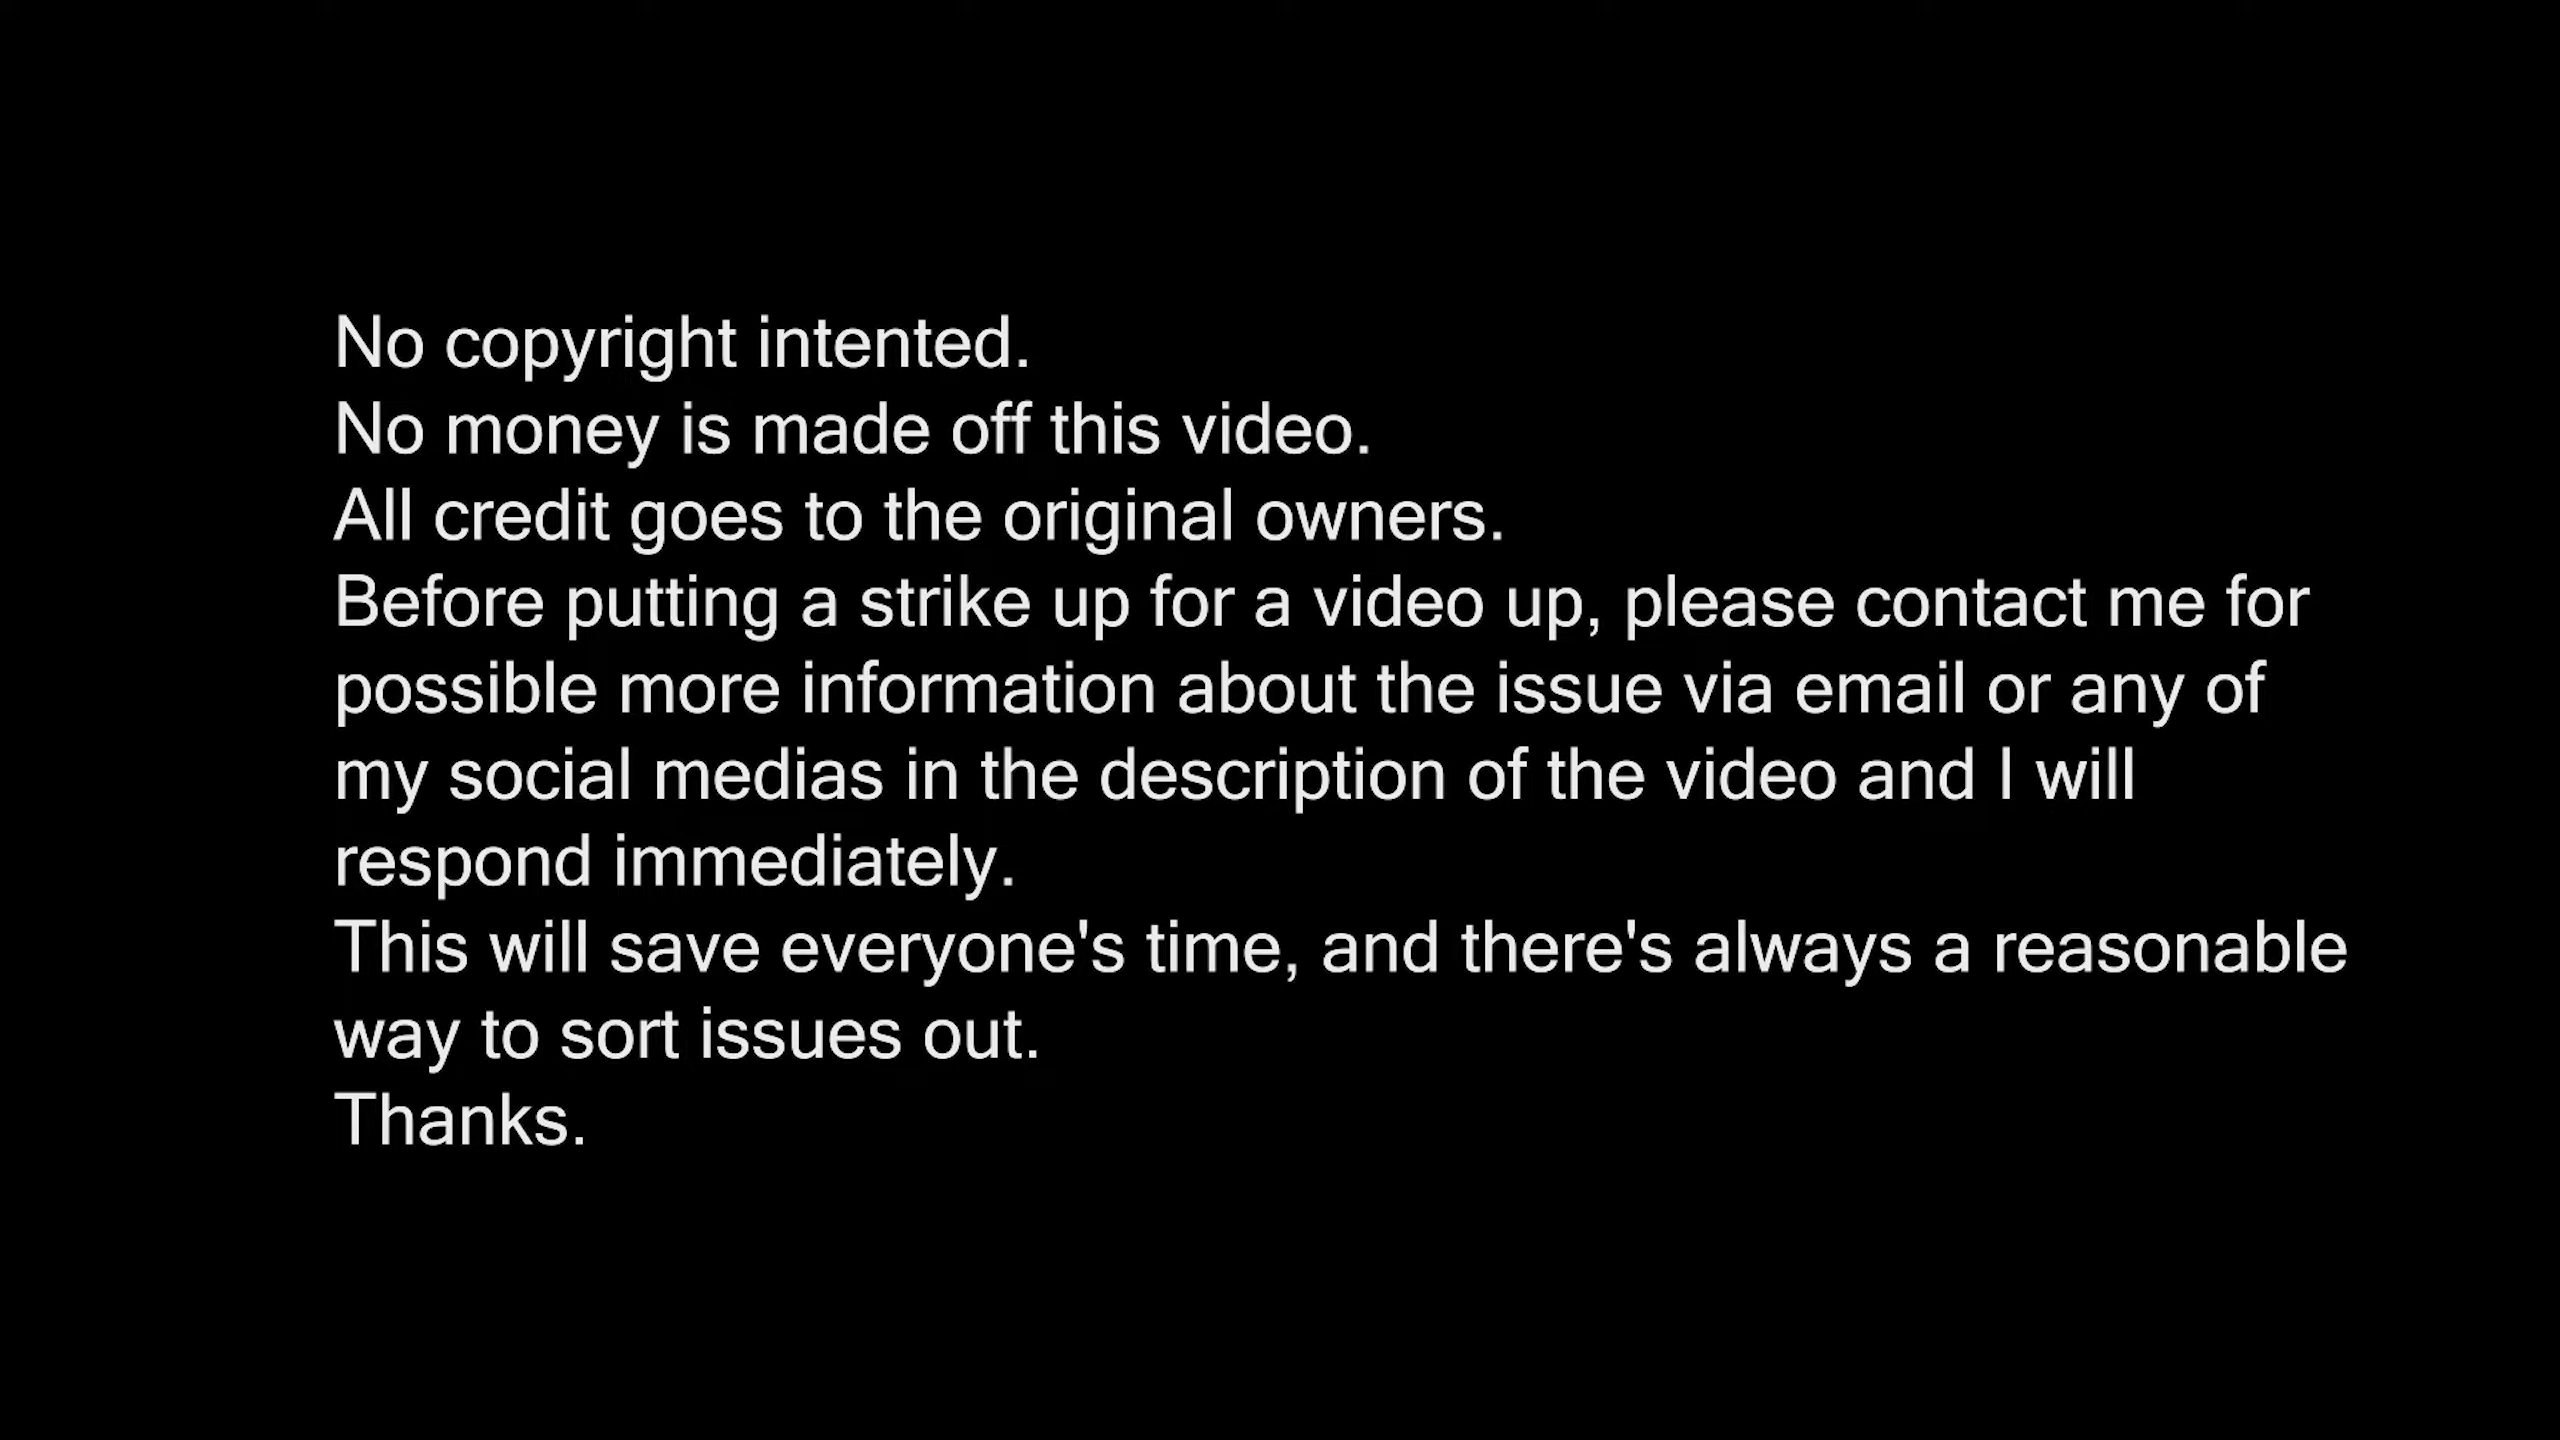 No copyright intented.
No money is made off this video.
All credit goes to the original owners.
Before putting a strike up for a video up, please contact me for
possible more information about the issue via email or any of
my social medias in the description of the video and I will
respond immediately.
This will save everyone's time, and there's always a reasonable
way to sort issues out.
Thanks.